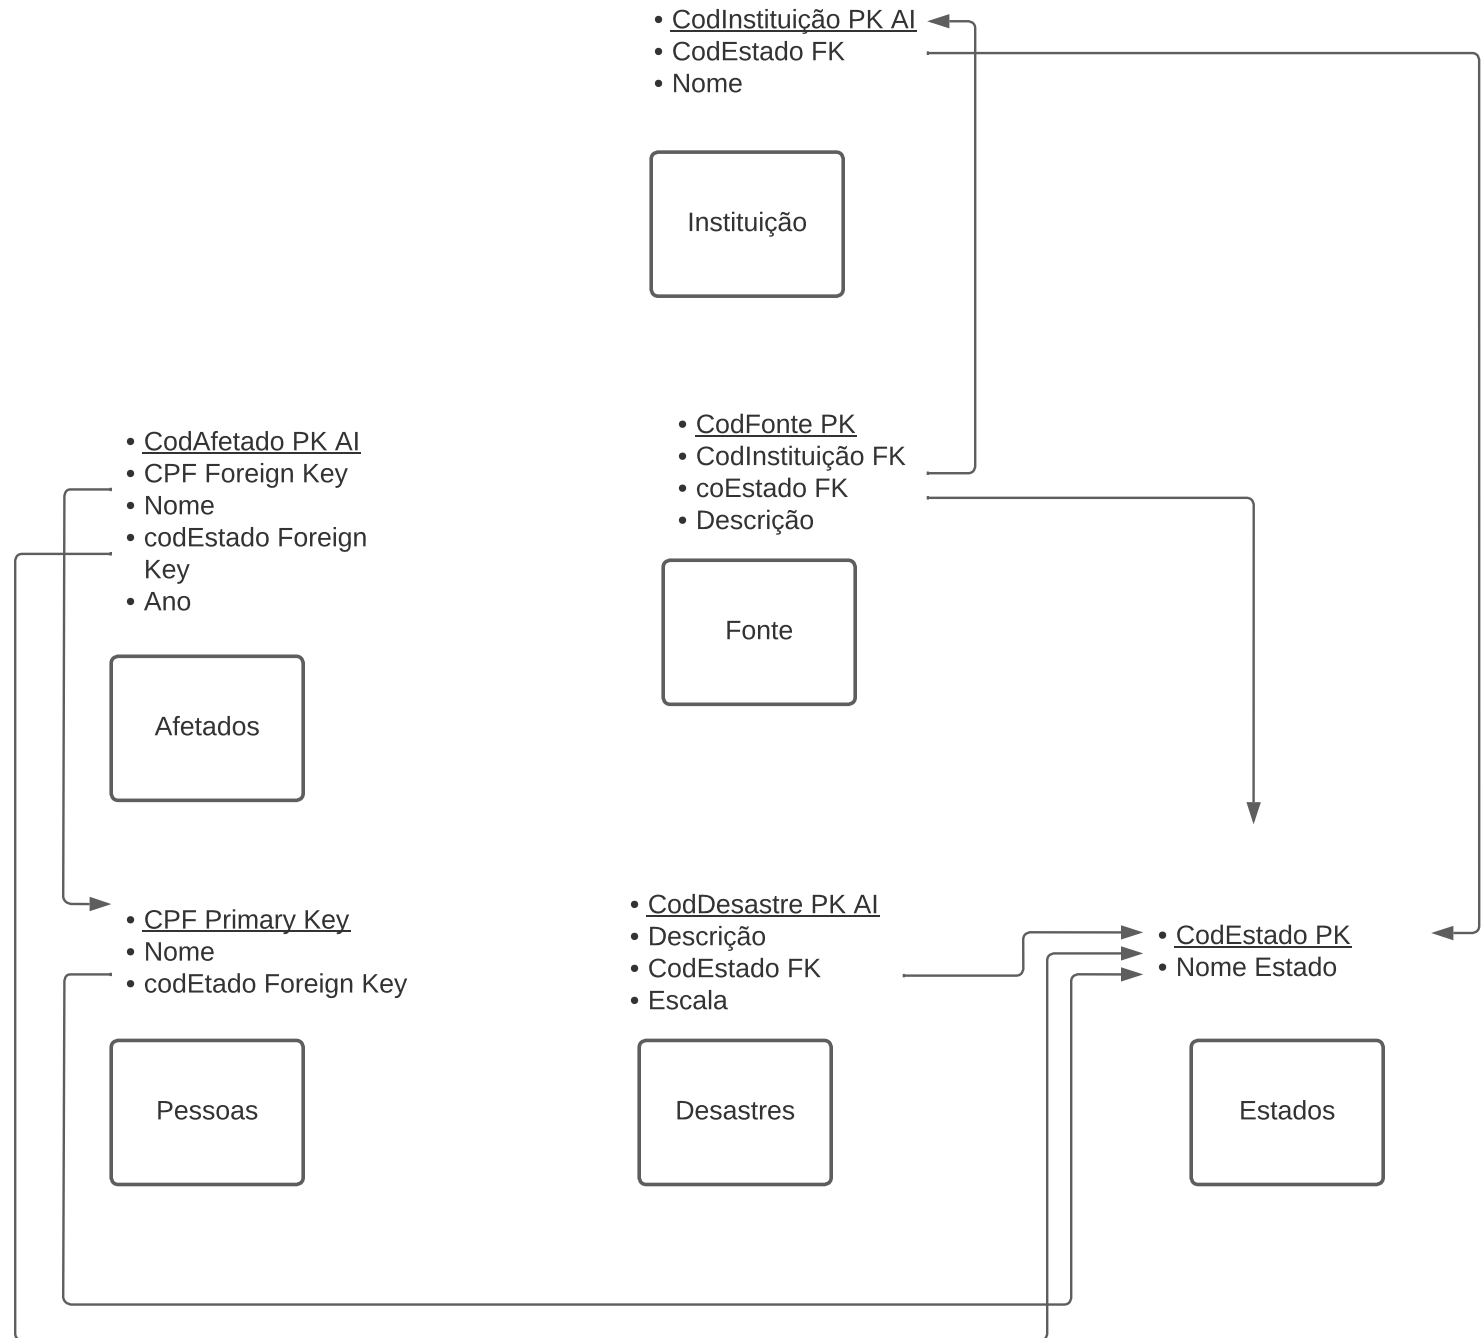 • CodInstituição PK AI
• CodEstado FK
• Nome
Instituição
• CodAfetado PK AI
• CPF Foreign Key
• Nome
• codEstado Foreign
Key
• Ano
Afetados
• CodFonte PK
• CodInstituição FK
• coEstado FK
• Descrição
Fonte
• CPF Primary Key
• Nome
• codEtado Foreign Key
Pessoas
• CodDesastre PK AI
• Descrição
• CodEstado FK
• Escala
Desastres
• CodEstado PK
• Nome Estado
Estados